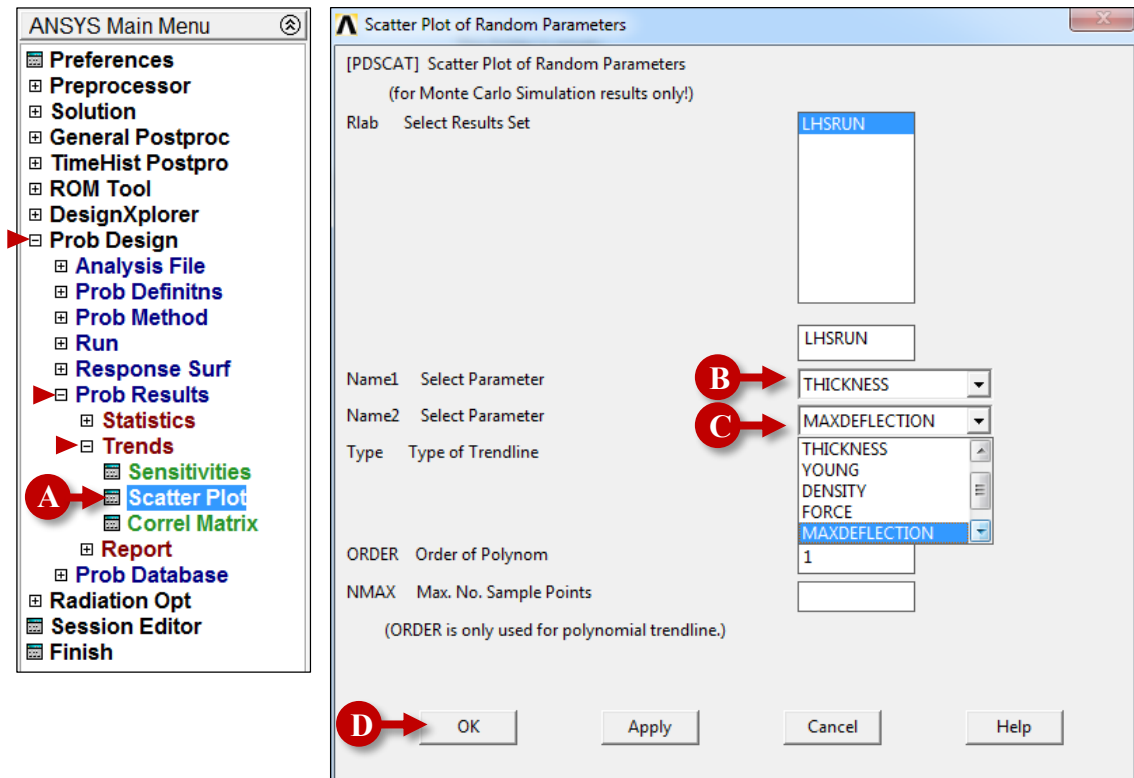 ANSYS Main Menu
Preferences
Preprocessor
Solution
General Postproc
TimeHist Postpro
ROM Tool
DesignXplorer
Prob Design
Analysis File
Prob Definitns
Prob Method
Run
Response Surf
Prob Results
Statistics
Trends
Sensitivities
A Scatter Plot
Correl Matrix
Report
Prob Database
Radiation Opt
Session Editor
Finish
Scatter Plot of Random Parameters
[PDSCAT] Scatter Plot of Random Parameters
(for Monte Carlo Simulation results only!)
Rlab Select Results Set LHSRUN
LHSRUN
Name1 Select Parameter B THICKNESS
Name2 Select Parameter C MAXDEFLECTION
Type Type of Trendline THICKNESS
YOUNG
DENSITY
FORCE
MAXDEFLECTION
ORDER Order of Polynom 1
NMAX Max. No. Sample Points
(ORDER is only used for polynomial trendline.)
D OK Apply Cancel Help